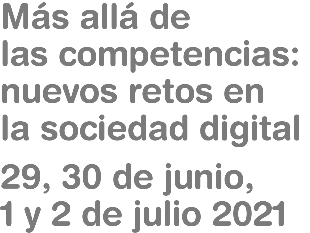 Más allá de
las competencias:
nuevos retos en
la sociedad digital
29, 30 de junio,
1 y 2 de julio 2021